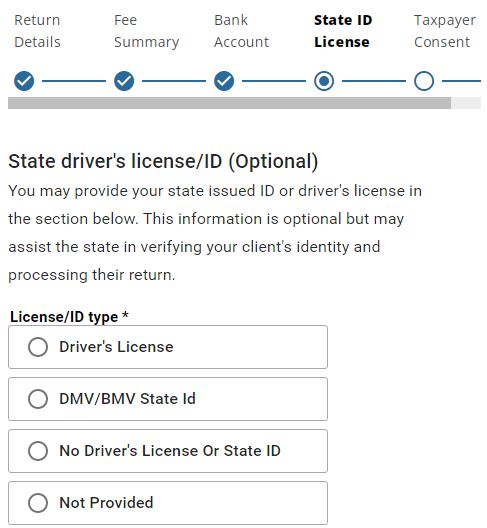 Return Details
Fee Summary
Bank Account
State ID License
Taxpayer Consent
State driver's license/ID (Optional)
You may provide your state issued ID or driver's license in
the section below. This information is optional but may
assist the state in verifying your client's identity and
processing their return.
License/ID type *
Driver's License
DMV/BMV State Id
No Driver's License Or State ID
Not Provided